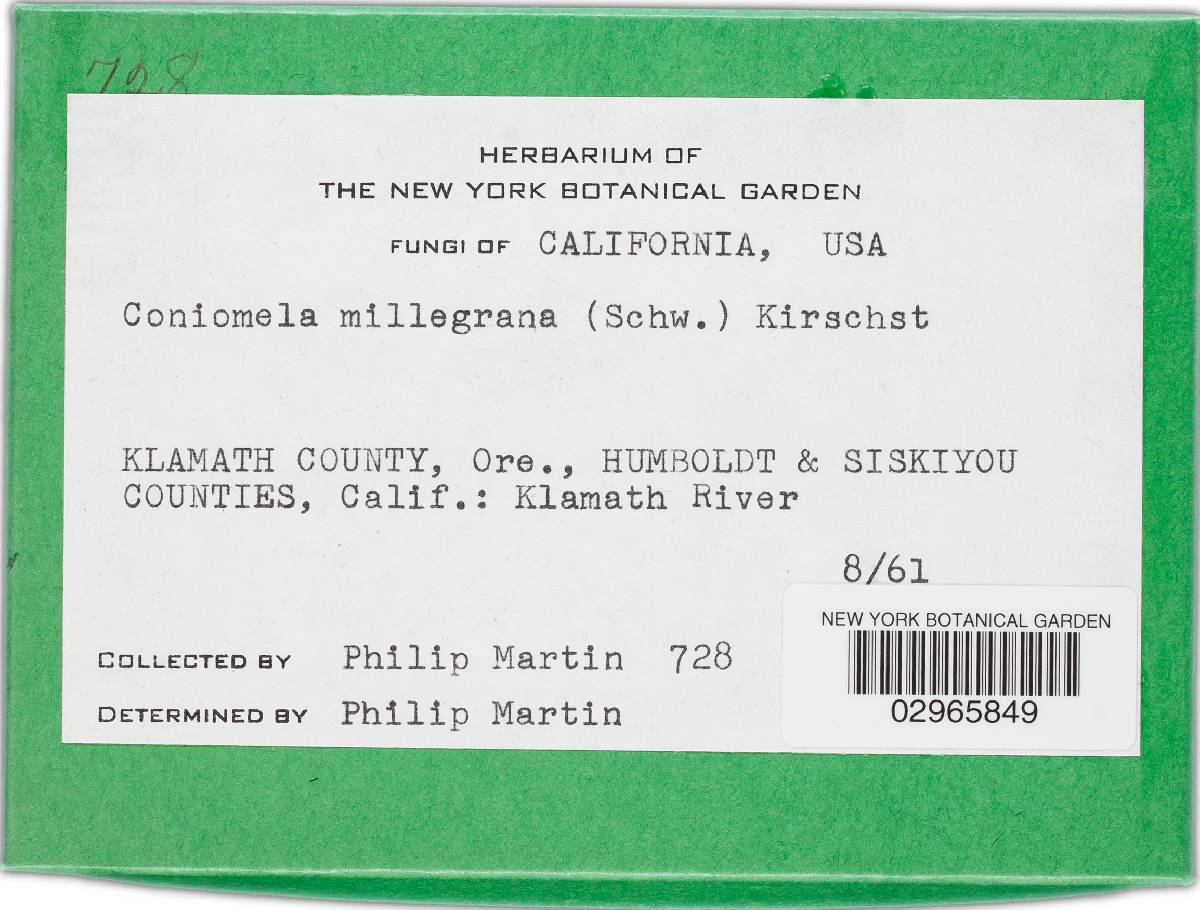 728
HERBARIUM OF
THE NEW YORK BOTANICAL GARDEN
FUNGI OF CALIFORNIA, USA
Coniomela millegrana (Schw.) Kirschst
KLAMATH COUNTY, Ore., HUMBOLDT & SISKIYOU
COUNTIES, Calif.: Klamath River
8/61
NEW YORK BOTANICAL GARDEN
02965849
COLLECTED BY Philip Martin 728
DETERMINED BY Philip Martin